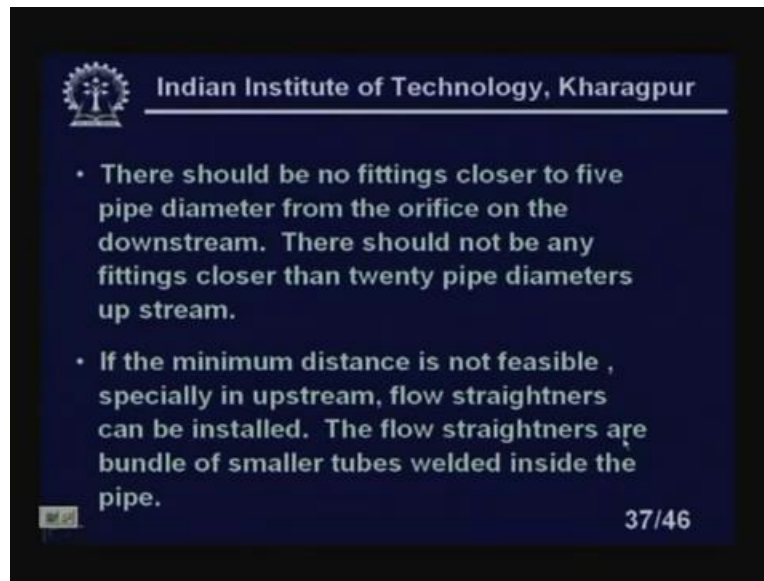 Indian Institute of Technology, Kharagpur
• There should be no fittings closer to five
pipe diameter from the orifice on the
downstream. There should not be any
fittings closer than twenty pipe diameters
up stream.
• If the minimum distance is not feasible ,
specially in upstream, flow straightners
can be installed. The flow straightners are
bundle of smaller tubes welded inside the
pipe.
37/46